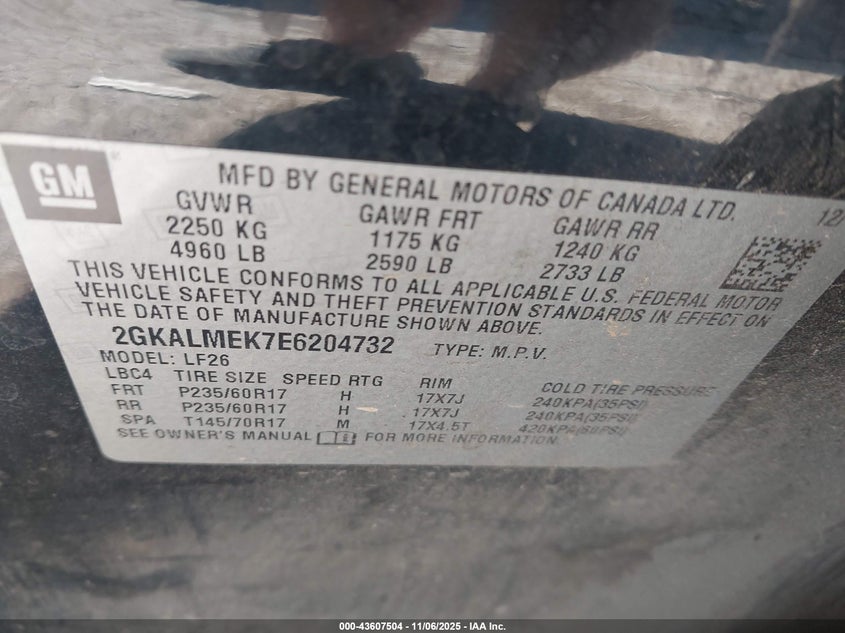 GM
MFD BY GENERAL MOTORS OF CANADA LTD.
12/
GVWR GAWR FRT GAWR RR
2250 KG 1175 KG 1240 KG
4960 LB 2590 LB 2733 LB
THIS VEHICLE CONFORMS TO ALL APPLICABLE U.S. FEDERAL MOTOR
VEHICLE SAFETY AND THEFT PREVENTION STANDARDS IN EFFECT ON
THE DATE OF MANUFACTURE SHOWN ABOVE.
2GKALMEK7E6204732 TYPE: M.P.V.
MODEL: LF26
LBC4 TIRE SIZE SPEED RTG RIM COLD TIRE PRESSURE
FRT P235/60R17 H 17X7J 240KPA(35PSI)
RR P235/60R17 H 17X7J 240KPA(35PSI)
SPA T145/70R17 M 17X4.5T 420KPA(60PSI)
SEE OWNER'S MANUAL FOR MORE INFORMATION
000-43607504 - 11/06/2025 - IAA Inc.